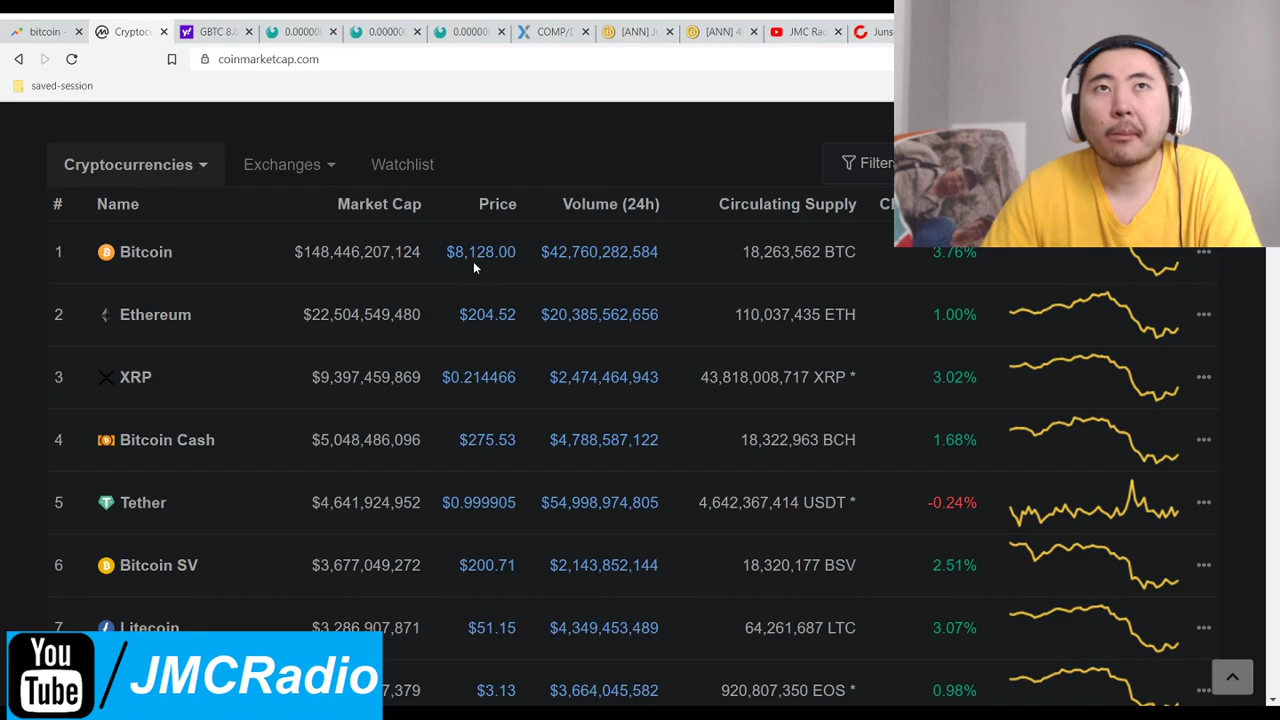 bitcoin -
Crypto
GBTC 8.8
0.00000
0.0000
0.00000
COMP/D
[ANN] J
[ANN] 4
JMC Rad
Juns
coinmarketcap.com
saved-session
Cryptocurrencies Exchanges Watchlist Filter
# Name Market Cap Price Volume (24h) Circulating Supply
1 Bitcoin $148,446,207,124 $8,128.00 $42,760,282,584 18,263,562 BTC 3.76%
2 Ethereum $22,504,549,480 $204.52 $20,385,562,656 110,037,435 ETH 1.00%
3 XRP $9,397,459,869 $0.214466 $2,474,464,943 43,818,008,717 XRP * 3.02%
4 Bitcoin Cash $5,048,486,096 $275.53 $4,788,587,122 18,322,963 BCH 1.68%
5 Tether $4,641,924,952 $0.999905 $54,998,974,805 4,642,367,414 USDT * -0.24%
6 Bitcoin SV $3,677,049,272 $200.71 $2,143,852,144 18,320,177 BSV 2.51%
7 Litecoin $3,286,907,871 $51.15 $4,349,453,489 64,261,687 LTC 3.07%
7,379 $3.13 $3,664,045,582 920,807,350 EOS * 0.98%
You Tube / JMCRadio